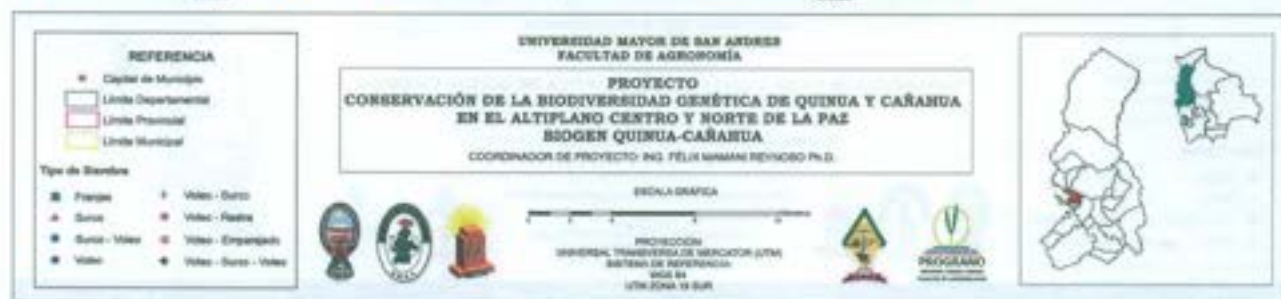 REFERENCIA
Capital de Municipio
Límite Departamental
Límite Provincial
Límite Municipal
Tipo de Siembra
Franjas
Surco
Surco - Voleo
Voleo
Voleo - Surco
Voleo - Rastra
Voleo - Emparejado
Voleo - Surco - Voleo
UNIVERSIDAD MAYOR DE SAN ANDRES
FACULTAD DE AGRONOMÍA
PROYECTO
CONSERVACIÓN DE LA BIODIVERSIDAD GENÉTICA DE QUINUA Y CAÑAHUA
EN EL ALTIPLANO CENTRO Y NORTE DE LA PAZ
BIOGEN QUINUA-CAÑAHUA
COORDINADOR DE PROYECTO: ING. FÉLIX MAMANI REYNOSO Ph.D.
ESCALA GRÁFICA
PROYECCIÓN
UNIVERSAL TRANSVERSA DE MERCATOR (UTM)
SISTEMA DE REFERENCIA:
WGS 84
UTM ZONA 19 SUR
PROGRANO